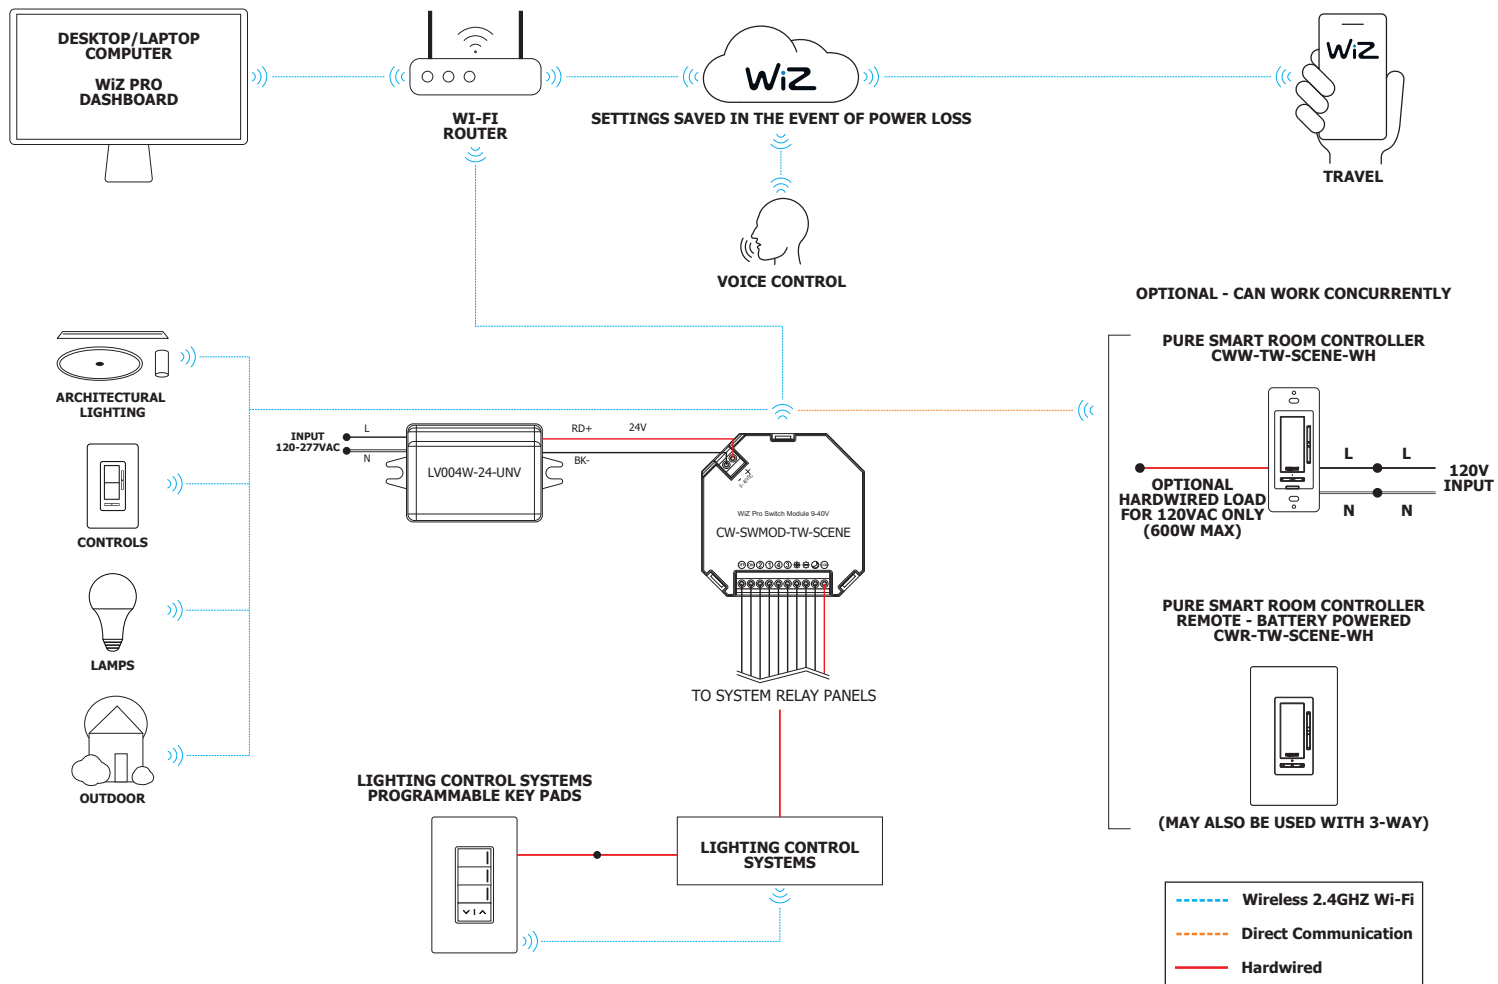 DESKTOP/LAPTOP
COMPUTER
WiZ PRO
DASHBOARD
WI-FI
ROUTER
WiZ
SETTINGS SAVED IN THE EVENT OF POWER LOSS
WiZ
TRAVEL
VOICE CONTROL
OPTIONAL - CAN WORK CONCURRENTLY
PURE SMART ROOM CONTROLLER
CWW-TW-SCENE-WH
ARCHITECTURAL
LIGHTING
INPUT
120-277VAC
L
N
LV004W-24-UNV
RD+
24V
BK-
WiZ Pro Switch Module 9-40V
CW-SWMOD-TW-SCENE
OPTIONAL
HARDWIRED LOAD
FOR 120VAC ONLY
(600W MAX)
L
L
N
N
120V
INPUT
CONTROLS
LAMPS
OUTDOOR
TO SYSTEM RELAY PANELS
PURE SMART ROOM CONTROLLER
REMOTE - BATTERY POWERED
CWR-TW-SCENE-WH
(MAY ALSO BE USED WITH 3-WAY)
LIGHTING CONTROL SYSTEMS
PROGRAMMABLE KEY PADS
LIGHTING CONTROL
SYSTEMS
Wireless 2.4GHZ Wi-Fi
Direct Communication
Hardwired